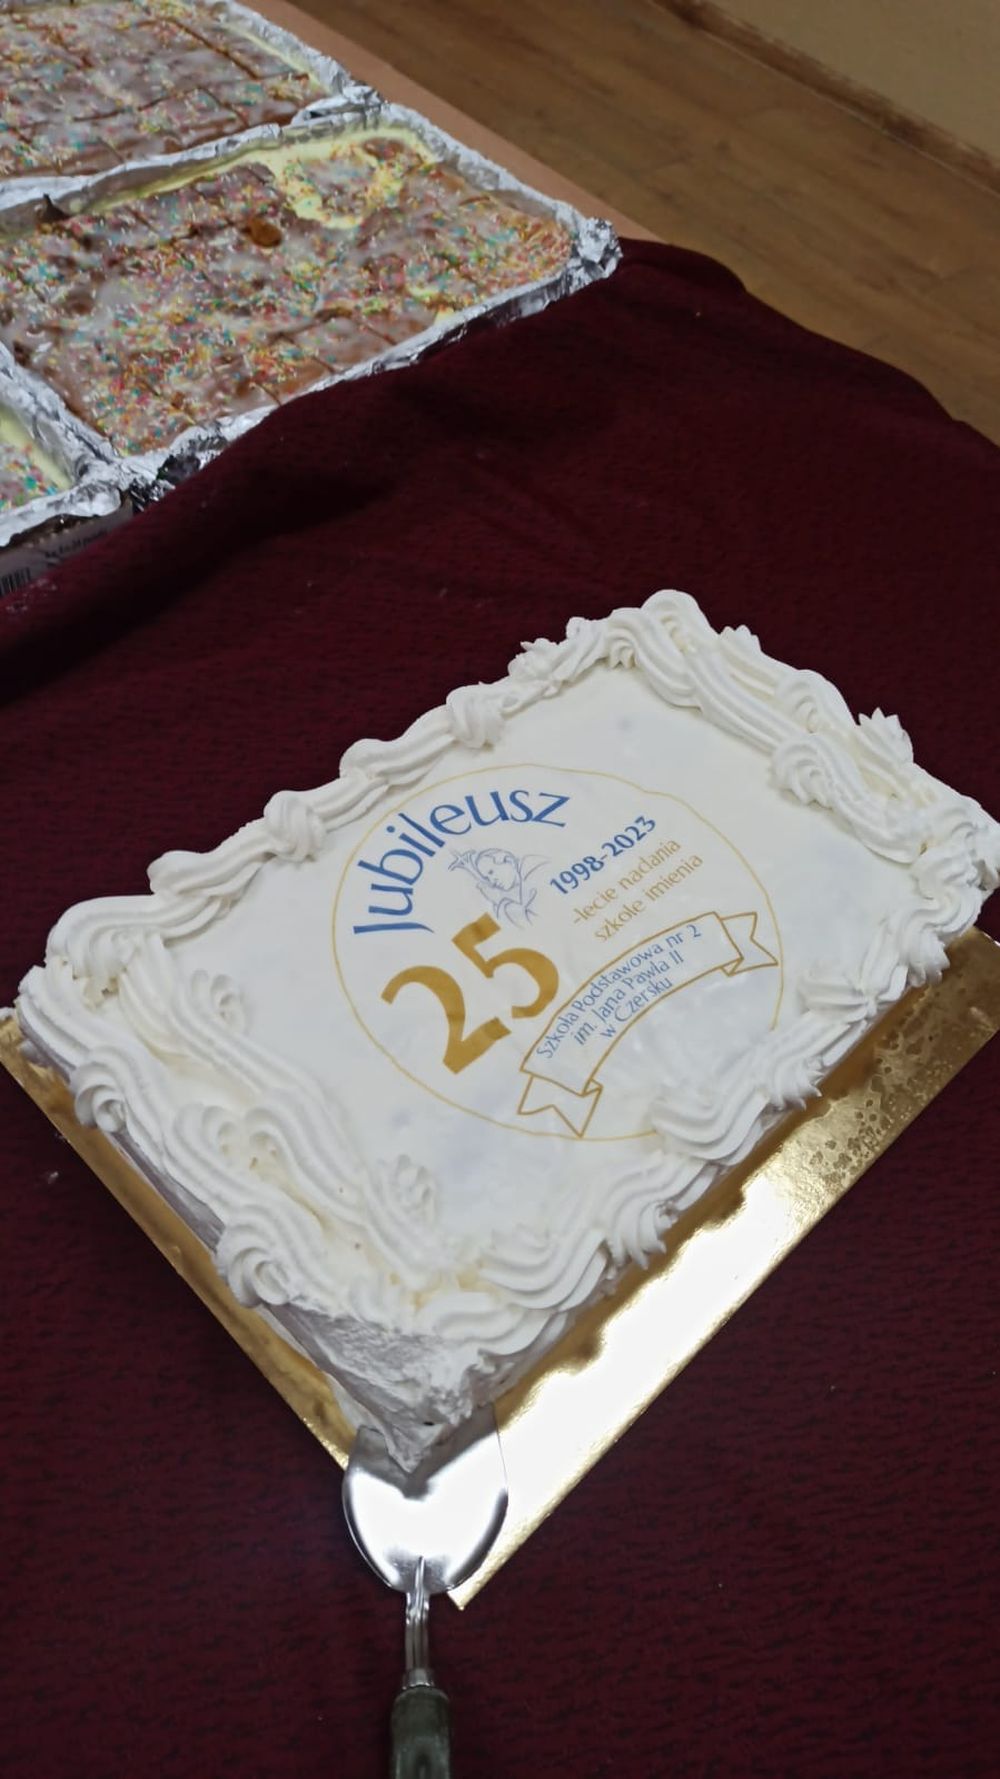 Jubileusz
1998-2023
25
-lecie nadania
szkole imienia
Szkoła Podstawowa nr 2
im. Jana Pawła II
w Czersku